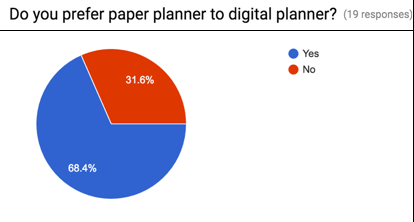 Do you prefer paper planner to digital planner? (19 responses)
Yes
No
31.6%
68.4%